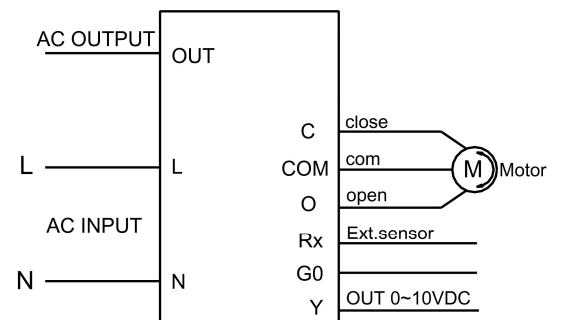 AC OUTPUT
OUT
C close
L L COM com M Motor
O open
AC INPUT
Rx Ext.sensor
G0
N N
Y OUT 0~10VDC